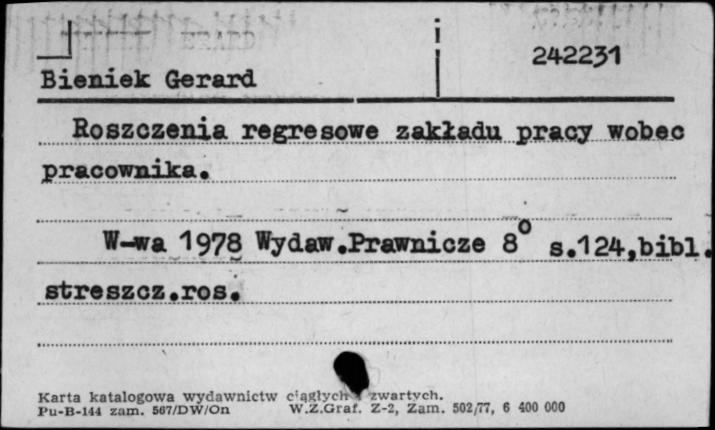 242231
Bieniek Gerard
Roszczenia regresowe zakładu pracy wobec
pracownika.
W-wa 1978 Wydaw.Prawnicze 8° s.124,bibl.
streszcz.ros.
Karta katalogowa wydawnictw ciągłych i zwartych.
Pu-B-144 zam. 567/DW/On W.Z.Graf. Z-2, Zam. 502/77, 6 400 000